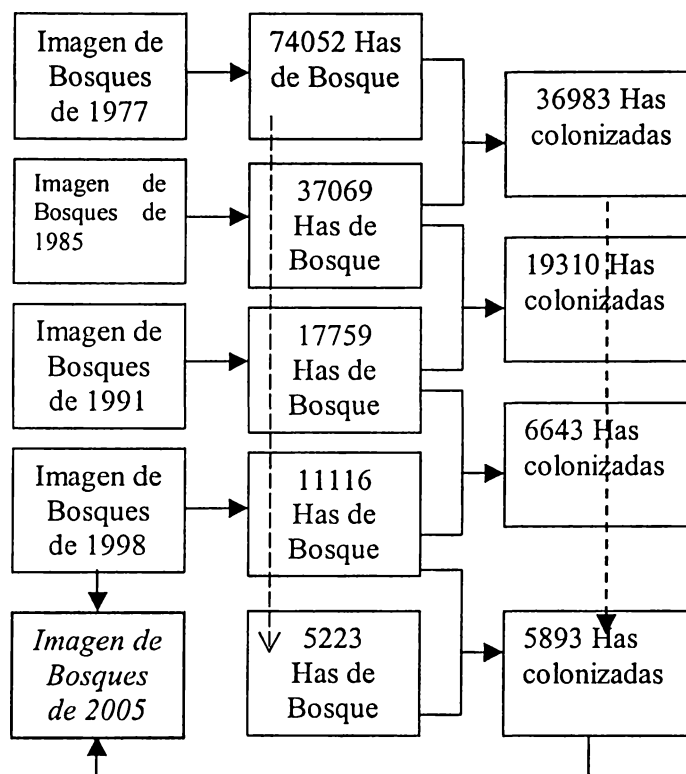 Imagen de
Bosques
de 1977
74052 Has
de Bosque
36983 Has
colonizadas
Imagen de
Bosques de
1985
37069
Has de
Bosque
19310 Has
colonizadas
Imagen de
Bosques
de 1991
17759
Has de
Bosque
6643 Has
colonizadas
Imagen de
Bosques
de 1998
11116
Has de
Bosque
Imagen de
Bosques
de 2005
5223
Has de
Bosque
5893 Has
colonizadas